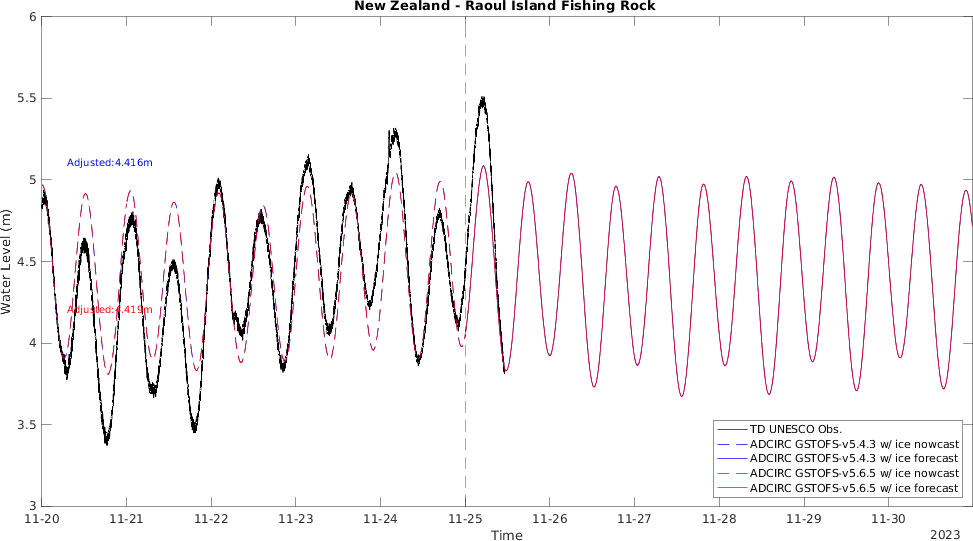 New Zealand - Raoul Island Fishing Rock
6
5.5
5
4.5
4
3.5
3
Water Level (m)
Adjusted:4.416m
Adjusted:4.419m
TD UNESCO Obs.
ADCIRC GSTOFS-v5.4.3 w/ ice nowcast
ADCIRC GSTOFS-v5.4.3 w/ ice forecast
ADCIRC GSTOFS-v5.6.5 w/ ice nowcast
ADCIRC GSTOFS-v5.6.5 w/ ice forecast
11-20 11-21 11-22 11-23 11-24 11-25 11-26 11-27 11-28 11-29 11-30
Time
2023